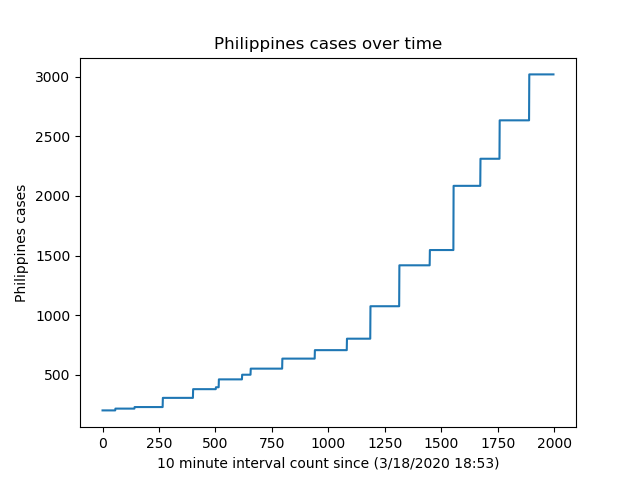 Philippines cases over time
Philippines cases
3000
2500
2000
1500
1000
500
0 250 500 750 1000 1250 1500 1750 2000
10 minute interval count since (3/18/2020 18:53)